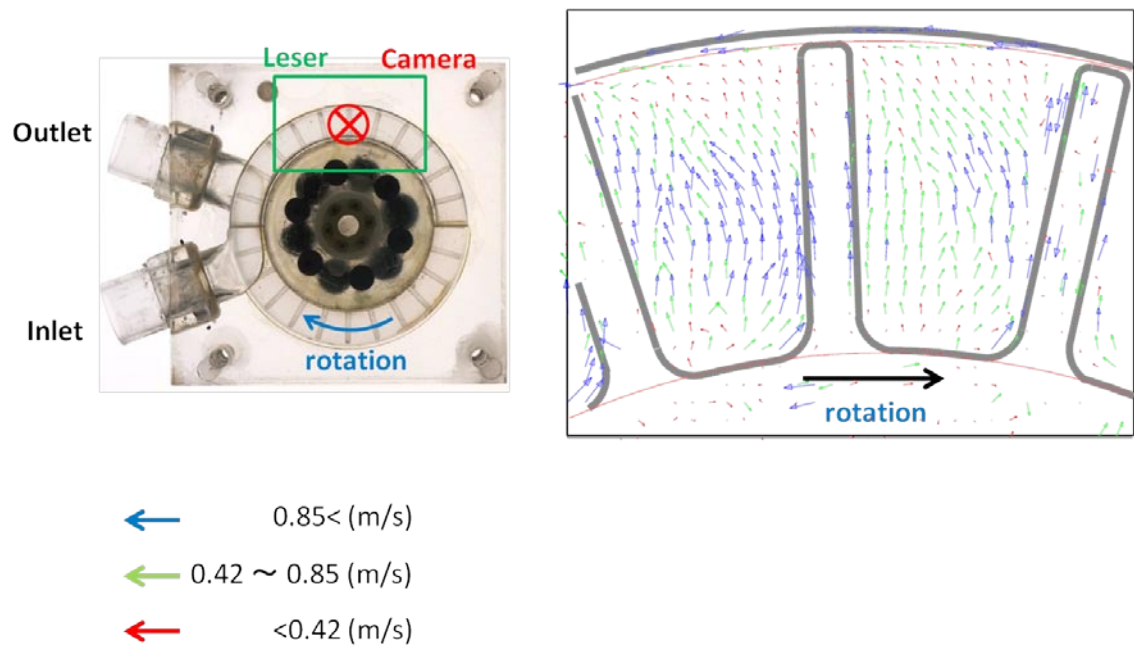 Leser
Camera
Outlet
Inlet
rotation
rotation
0.85< (m/s)
0.42 ～ 0.85 (m/s)
<0.42 (m/s)